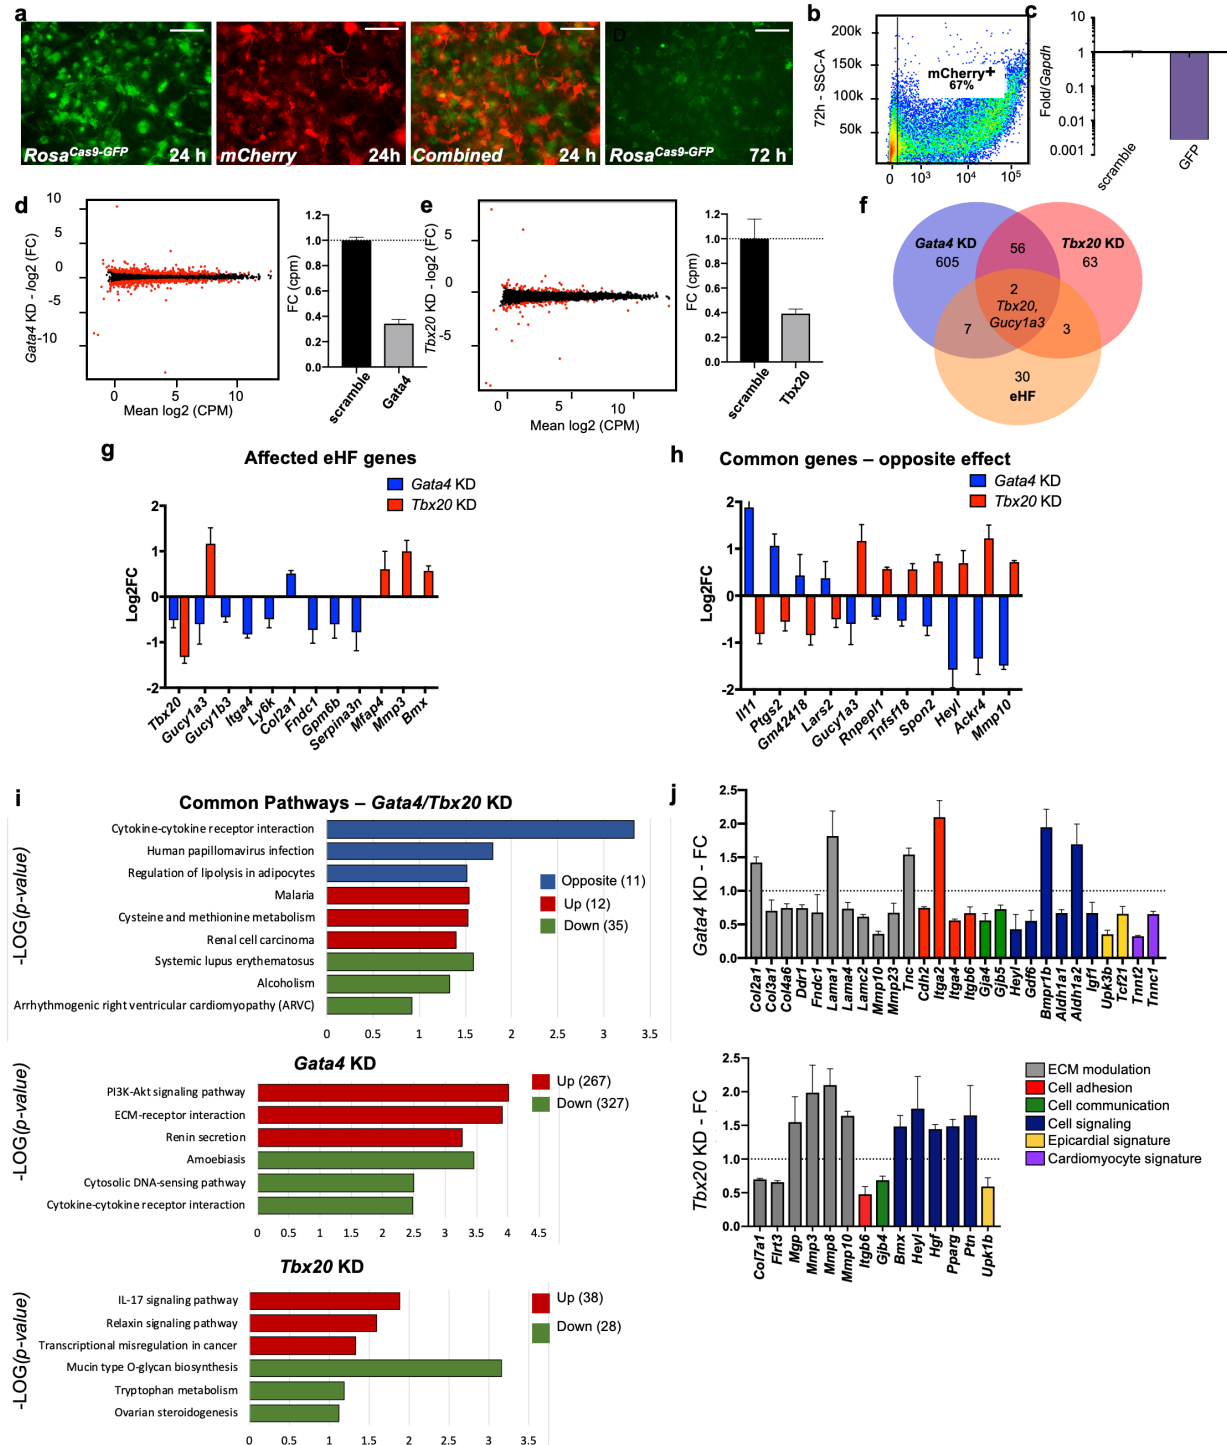 a
Rosa Cas9-GFP 24 h
mCherry 24h
Combined 24 h
D
Rosa Cas9-GFP 72 h
b
72h - SSC-A
200k
150k
100k
50k
mCherry+
67%
0 10³ 10⁴ 10⁵
c
Fold/Gapdh
10
1
0.1
0.01
0.001
scramble
GFP
d
Gata4 KD - log2 (FC)
10
5
0
-5
-10
0 5 10
Mean log2 (CPM)
FC (cpm)
1.2
1.0
0.8
0.6
0.4
0.2
0.0
scramble
Gata4
e
Tbx20 KD - log2 (FC)
5
0
-5
0 5 10
Mean log2 (CPM)
FC (cpm)
1.2
1.0
0.8
0.6
0.4
0.2
0.0
scramble
Tbx20
f
Gata4 KD
605
56
Tbx20 KD
63
2
Tbx20,
Gucy1a3
7
3
30
eHF
g
Affected eHF genes
Gata4 KD
Tbx20 KD
Log2FC
2
1
0
-1
-2
Tbx20
Gucy1a3
Gucy1b3
Itga4
Ly6k
Col2a1
Fndc1
Gpm6b
Serpina3n
Mfap4
Mmp3
Bmx
h
Common genes – opposite effect
Gata4 KD
Tbx20 KD
Log2FC
2
1
0
-1
-2
Il11
Ptgs2
Gm42418
Lars2
Gucy1a3
Rnpepl1
Tnfsf18
Spon2
Heyl
Ackr4
Mmp10
i
Common Pathways – Gata4/Tbx20 KD
-LOG(p-value)
Cytokine-cytokine receptor interaction
Human papillomavirus infection
Regulation of lipolysis in adipocytes
Malaria
Cysteine and methionine metabolism
Renal cell carcinoma
Systemic lupus erythematosus
Alcoholism
Arrhythmogenic right ventricular cardiomyopathy (ARVC)
Opposite (11)
Up (12)
Down (35)
0 0.5 1 1.5 2 2.5 3 3.5
Gata4 KD
-LOG(p-value)
PI3K-Akt signaling pathway
ECM-receptor interaction
Renin secretion
Amoebiasis
Cytosolic DNA-sensing pathway
Cytokine-cytokine receptor interaction
Up (267)
Down (327)
0 0.5 1 1.5 2 2.5 3 3.5 4 4.5
Tbx20 KD
-LOG(p-value)
IL-17 signaling pathway
Relaxin signaling pathway
Transcriptional misregulation in cancer
Mucin type O-glycan biosynthesis
Tryptophan metabolism
Ovarian steroidogenesis
Up (38)
Down (28)
0 0.5 1 1.5 2 2.5 3 3.5
j
Gata4 KD - FC
2.5
2.0
1.5
1.0
0.5
0.0
Col2a1
Col3a1
Col4a6
Ddr1
Fndc1
Lama1
Lama4
Lamc2
Mmp10
Mmp23
Tnc
Cdh2
Itga2
Itga4
Itgb6
Gja4
Gjb5
Heyl
Gdf6
Bmpr1b
Aldh1a1
Aldh1a2
Igf1
Upk3b
Tcf21
Tnnt2
Tnnc1
Tbx20 KD - FC
2.5
2.0
1.5
1.0
0.5
0.0
Col7a1
Flrt3
Mgp
Mmp3
Mmp8
Mmp10
Itgb6
Gjb4
Bmx
Heyl
Hgf
Pparg
Ptn
Upk1b
ECM modulation
Cell adhesion
Cell communication
Cell signaling
Epicardial signature
Cardiomyocyte signature